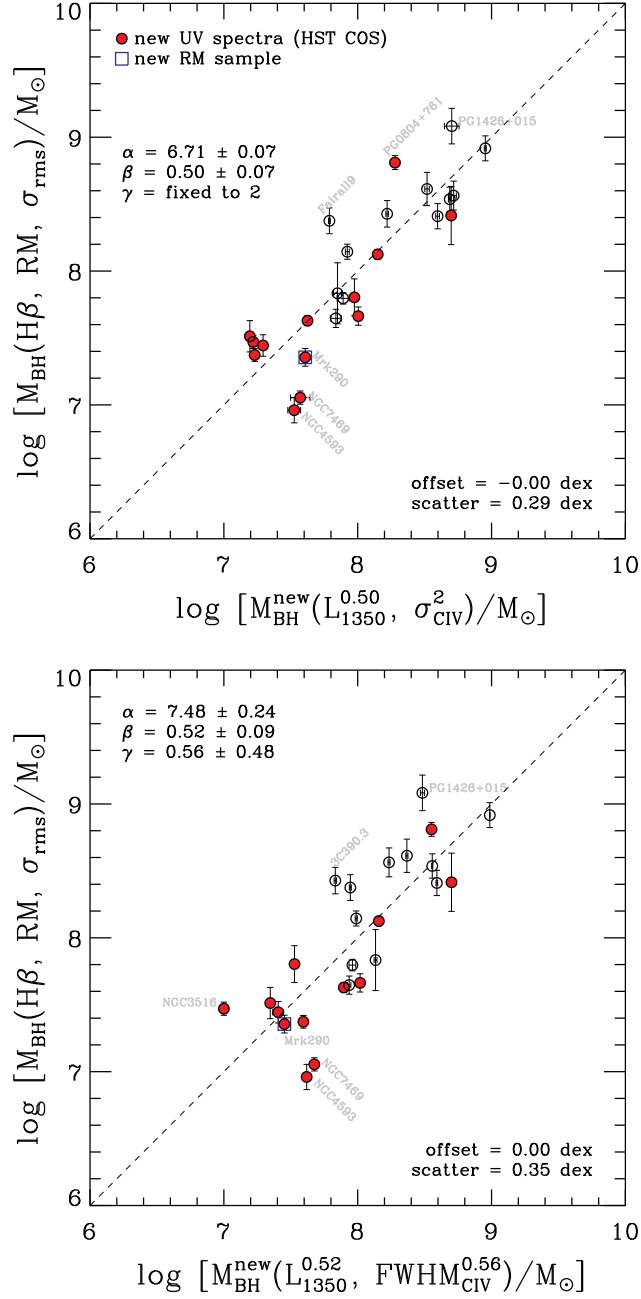 10
new UV spectra (HST COS)
new RM sample
α = 6.71 ± 0.07
β = 0.50 ± 0.07
γ = fixed to 2
PG0804+761
PG1426+015
Fairall9
Mrk290
NGC7469
NGC4593
9
8
7
6
log [M_BH(Hβ, RM, σ_rms)/M_⊙]
offset = −0.00 dex
scatter = 0.29 dex
6 7 8 9 10
log [M_BH^new(L_1350^0.50, σ_CIV^2)/M_⊙]
10
α = 7.48 ± 0.24
β = 0.52 ± 0.09
γ = 0.56 ± 0.48
PG1426+015
3C390.3
NGC3516
Mrk290
NGC7469
NGC4593
9
8
7
6
log [M_BH(Hβ, RM, σ_rms)/M_⊙]
offset = 0.00 dex
scatter = 0.35 dex
6 7 8 9 10
log [M_BH^new(L_1350^0.52, FWHM_CIV^0.56)/M_⊙]